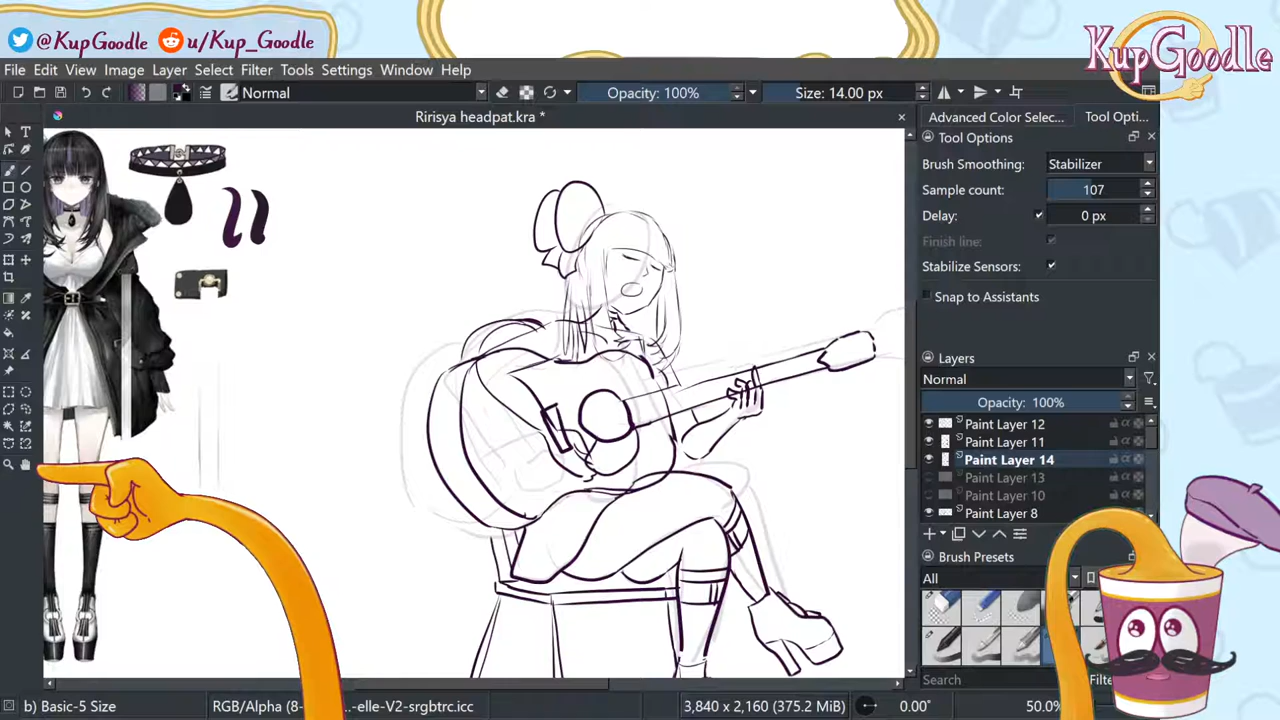 @KupGoodle u/Kup_Goodle
KupGoodle
File Edit View Image Layer Select Filter Tools Settings Window Help
Normal Opacity: 100% Size: 14.00 px
Ririsya headpat.kra *
Advanced Color Selec... Tool Opti...
Tool Options
Brush Smoothing: Stabilizer
Sample count: 107
Delay: 0 px
Finish line:
Stabilize Sensors:
Snap to Assistants
Layers
Normal
Opacity: 100%
Paint Layer 12
Paint Layer 11
Paint Layer 14
Paint Layer 13
Paint Layer 10
Paint Layer 8
Brush Presets
All
Search
b) Basic-5 Size RGB/Alpha (8-...-elle-V2-srgbtrc.icc 3,840 x 2,160 (375.2 MiB) 0.00° 50.0%